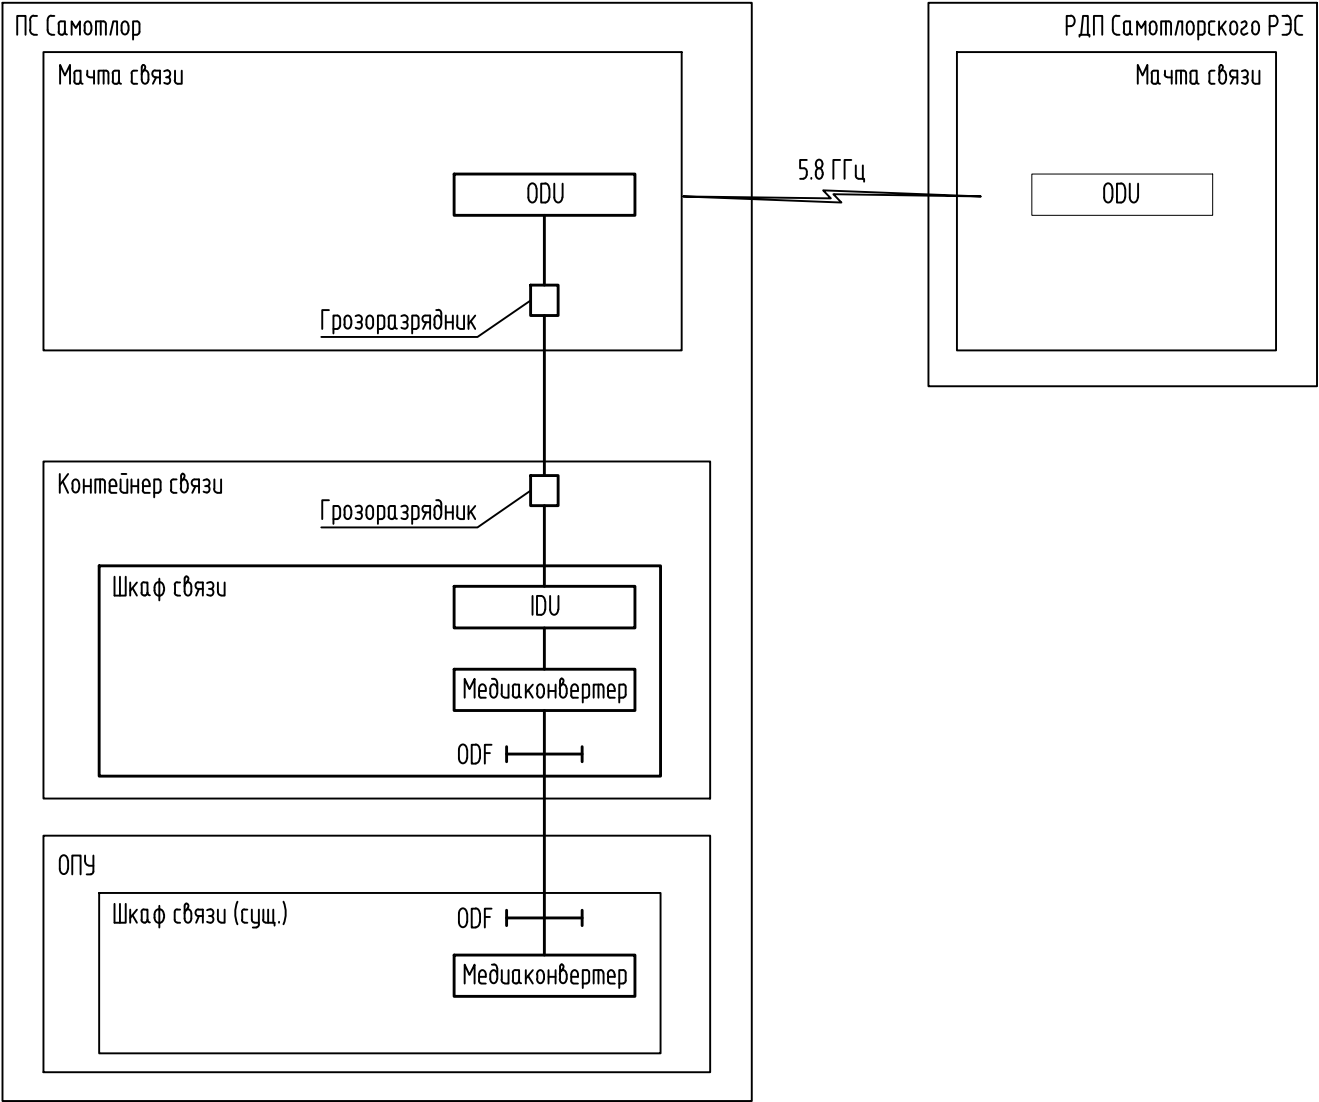 ПС Самотлор
Мачта связи
ODU
Грозоразрядник
5.8 ГГц
РДП Самотлорского РЭС
Мачта связи
ODU
Контейнер связи
Грозоразрядник
Шкаф связи
IDU
Медиаконвертер
ODF
ОПУ
Шкаф связи (сущ.)
ODF
Медиаконвертер